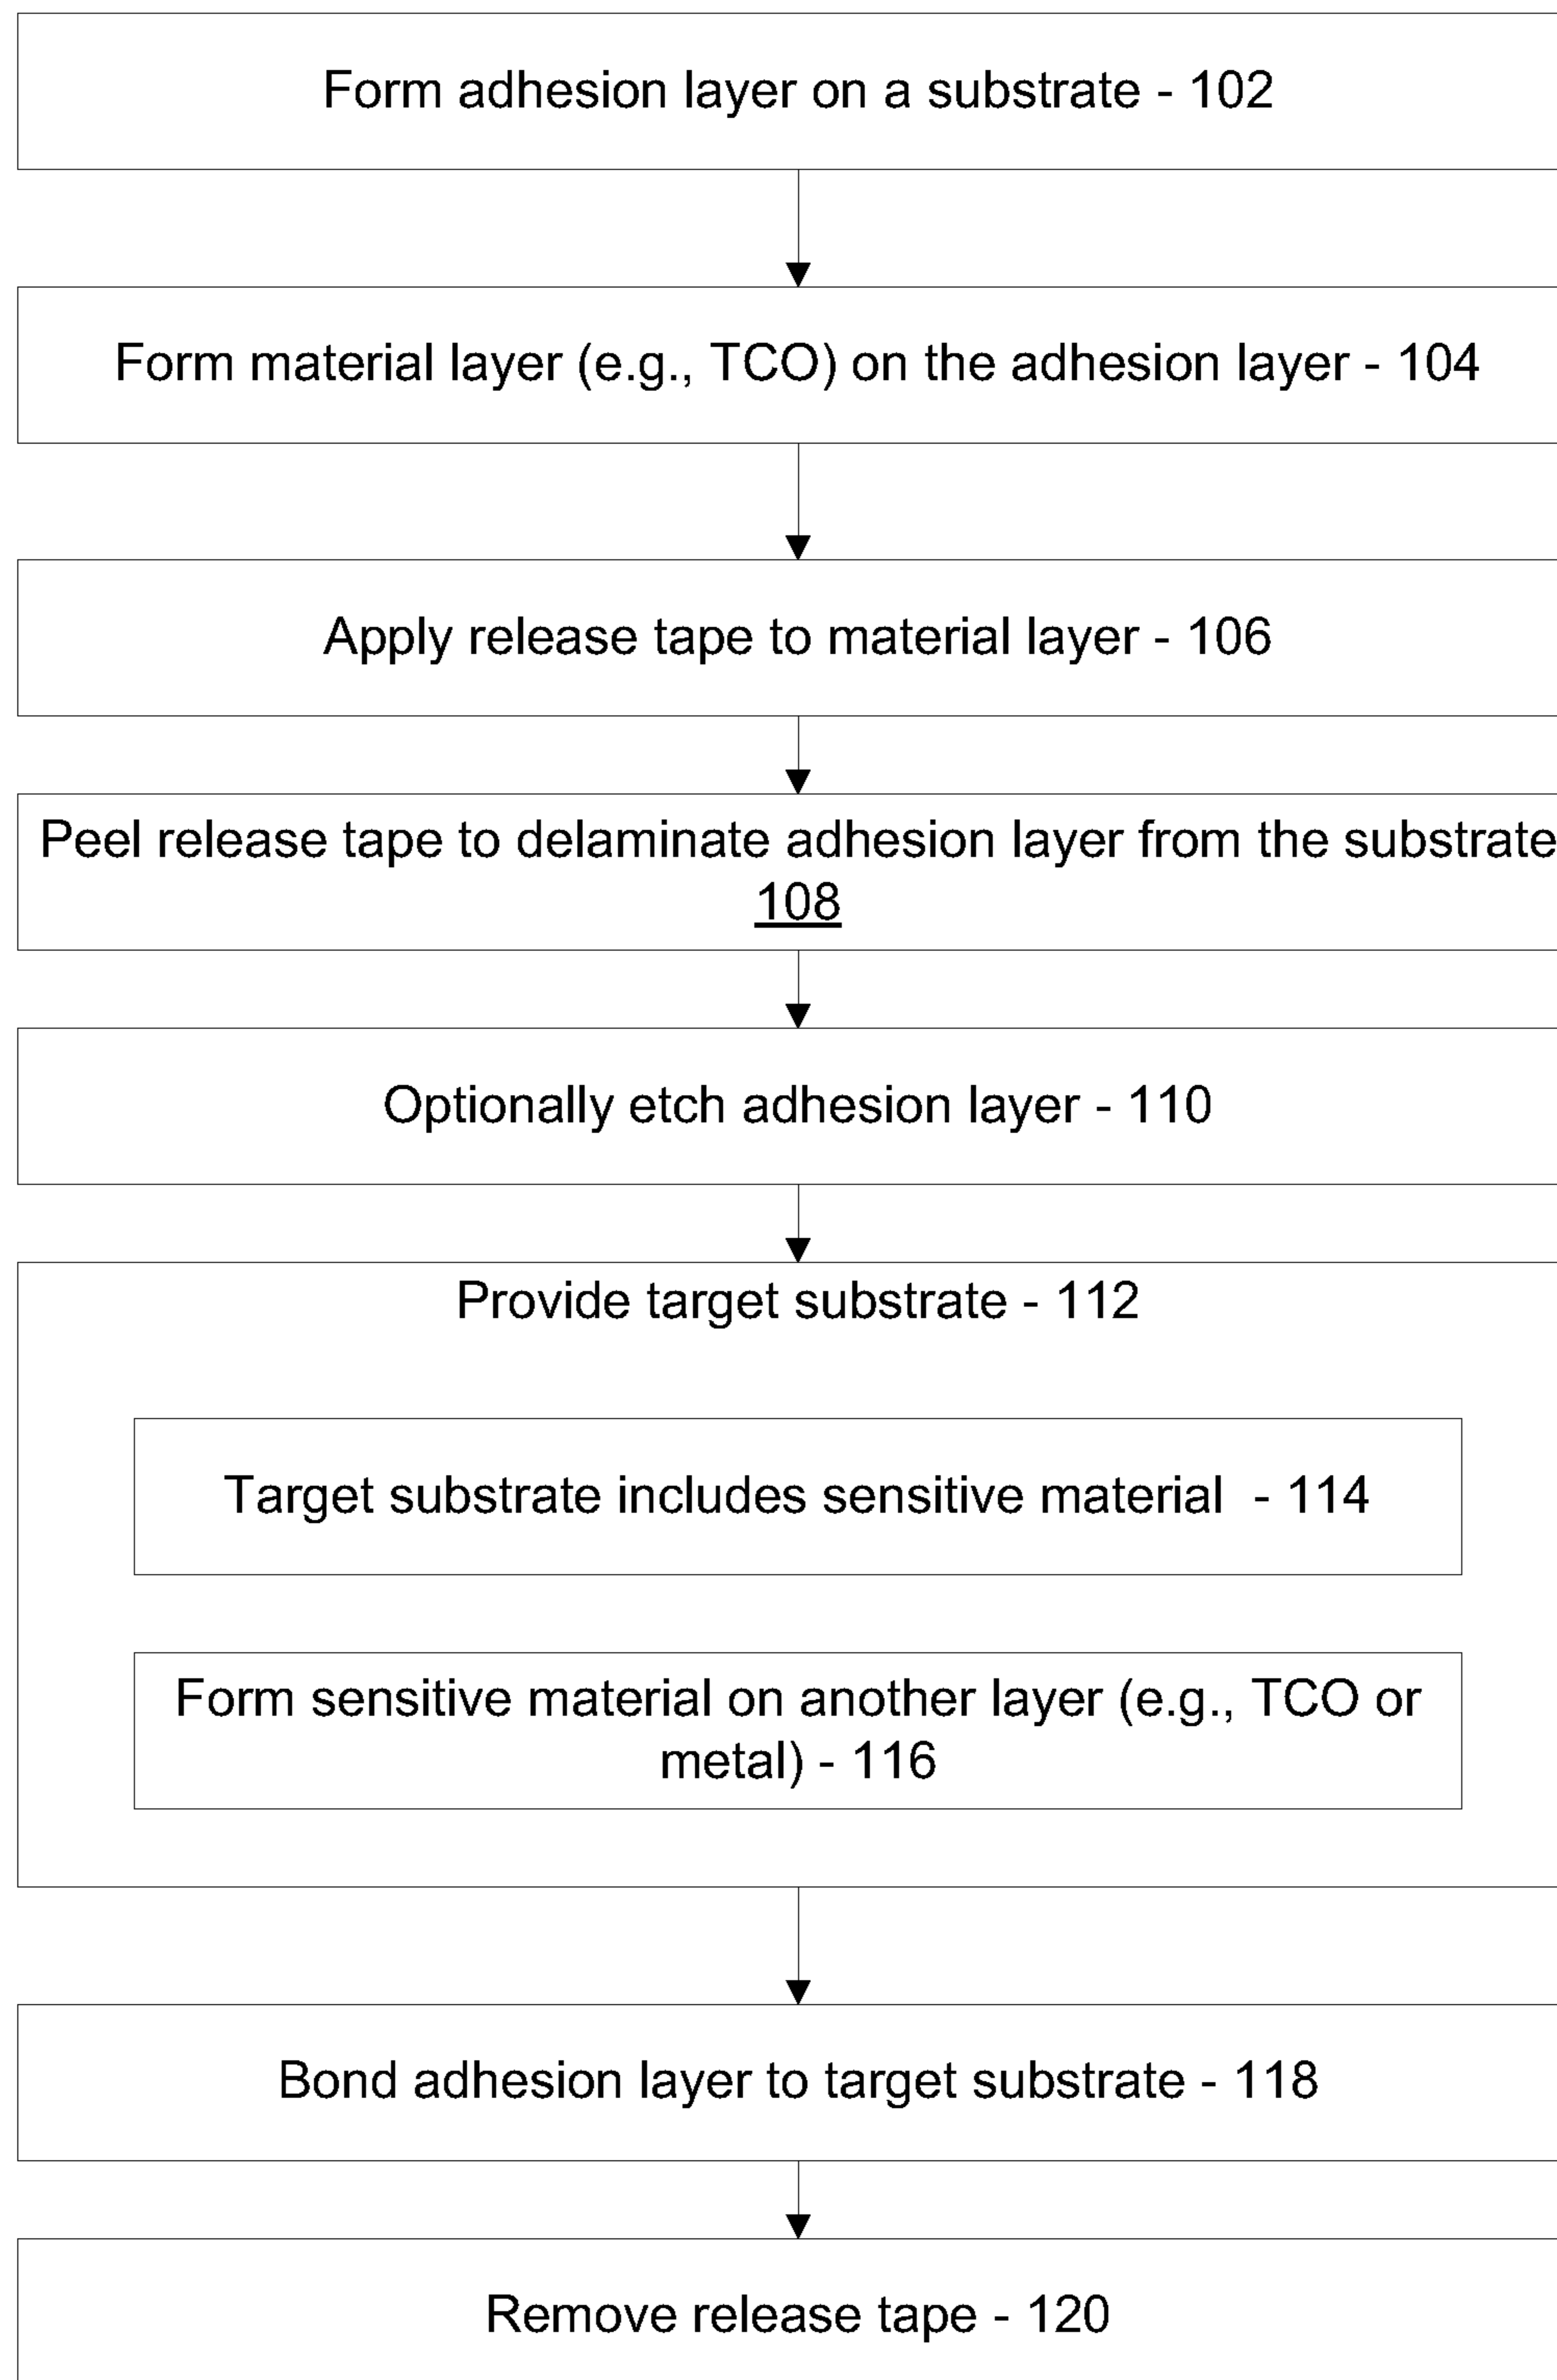 Form adhesion layer on a substrate - 102
Form material layer (e.g., TCO) on the adhesion layer - 104
Apply release tape to material layer - 106
Peel release tape to delaminate adhesion layer from the substrate
108
Optionally etch adhesion layer - 110
Provide target substrate - 112
Target substrate includes sensitive material - 114
Form sensitive material on another layer (e.g., TCO or
metal) - 116
Bond adhesion layer to target substrate - 118
Remove release tape - 120